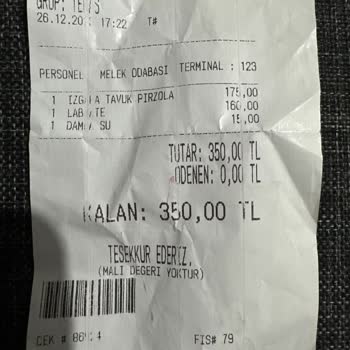 GRUP:
26.12.20 17:22 T#
PERSONEL MELEK ODABASI TERMINAL : 123
1 TAVUK PIRZOLA 175,00
1 160,00
1 SU 15,00
TUTAR: 350,00 TL
ODENEN: 0,00 TL
KALAN: 350,00 TL
TESEKKUR EDERIZ.
(MALI DEGERI YOKTUR)
CEK #
FIS# 79